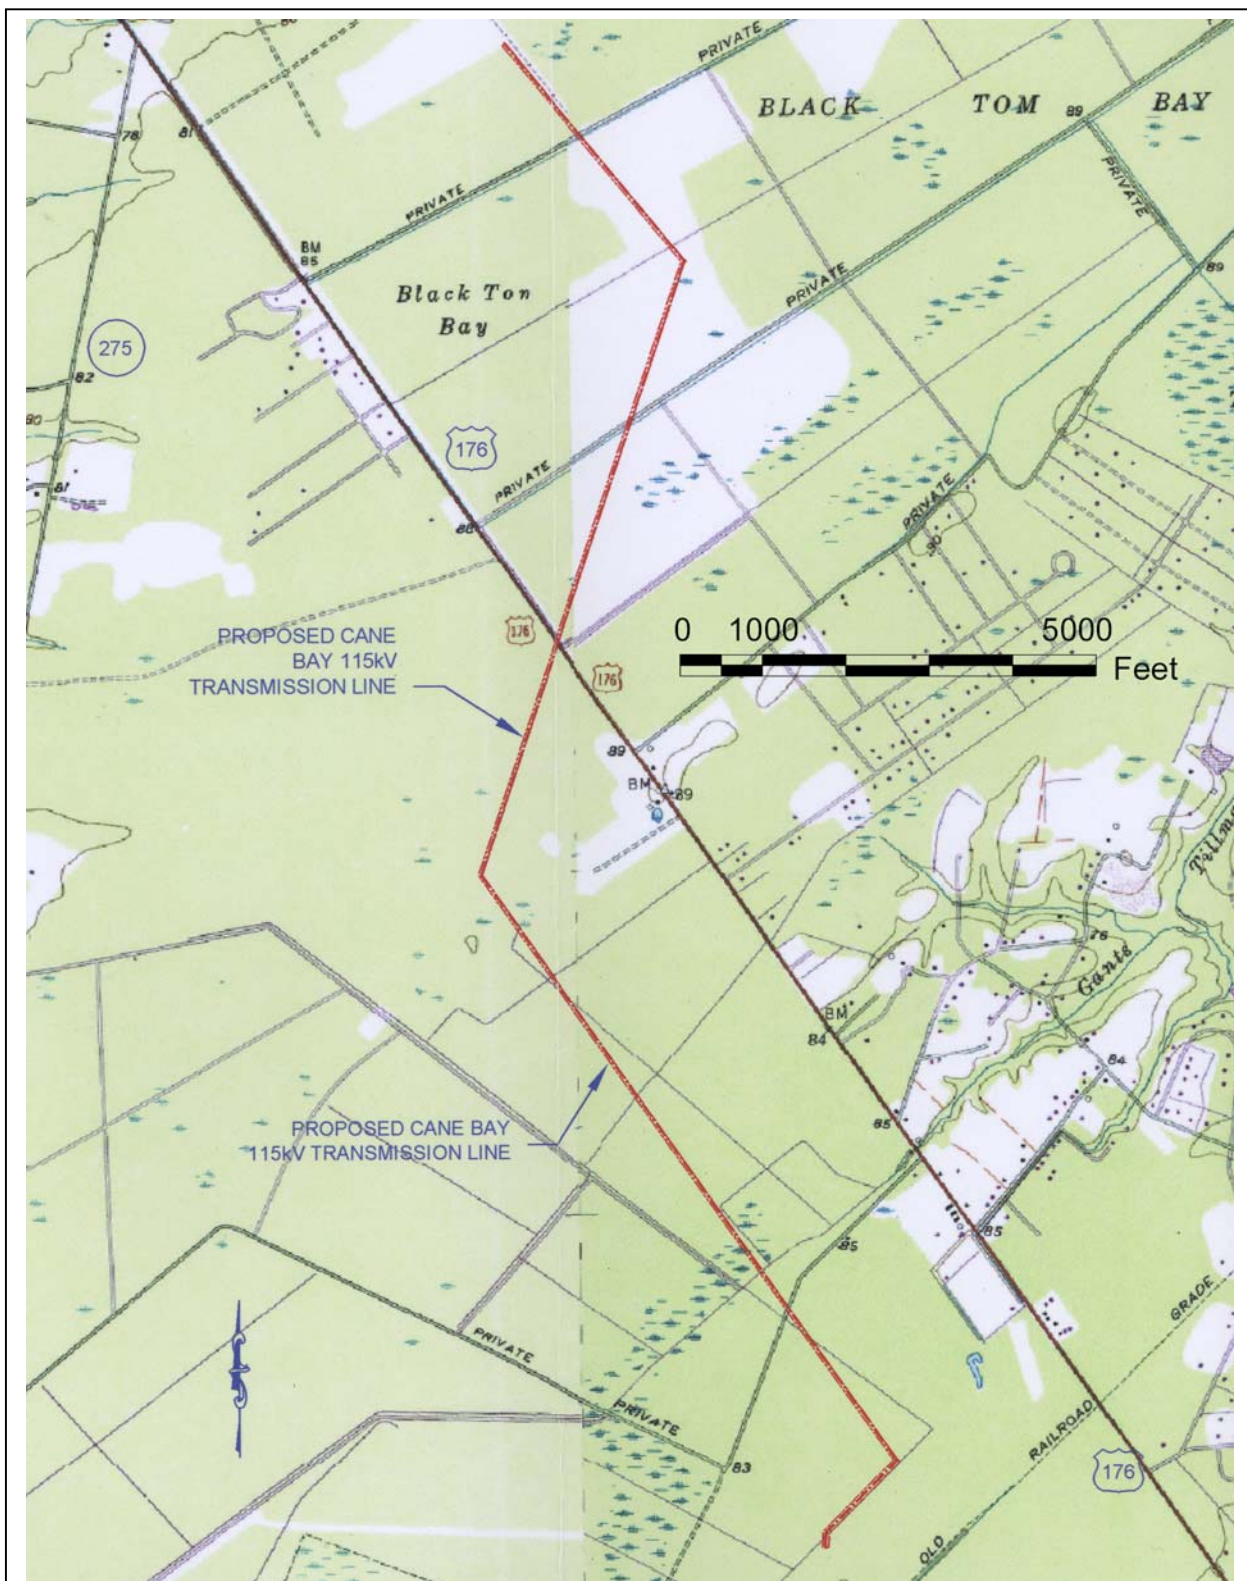 80
PRIVATE
BLACK TOM BAY
89
78
81
PRIVATE
PRIVATE
BM
85
PRIVATE
89
Black Ton
Bay
275
82
80
176
PRIVATE
81
88
PRIVATE
90
PROPOSED CANE
BAY 115kV
TRANSMISSION LINE
176
176
0 1000 5000
Feet
89
BM
89
Tillm
76
Gants
BM
84
84
85
PROPOSED CANE BAY
115kV TRANSMISSION LINE
85
85
PRIVATE
GRADE
PRIVATE
RAILROAD
83
176
OLD